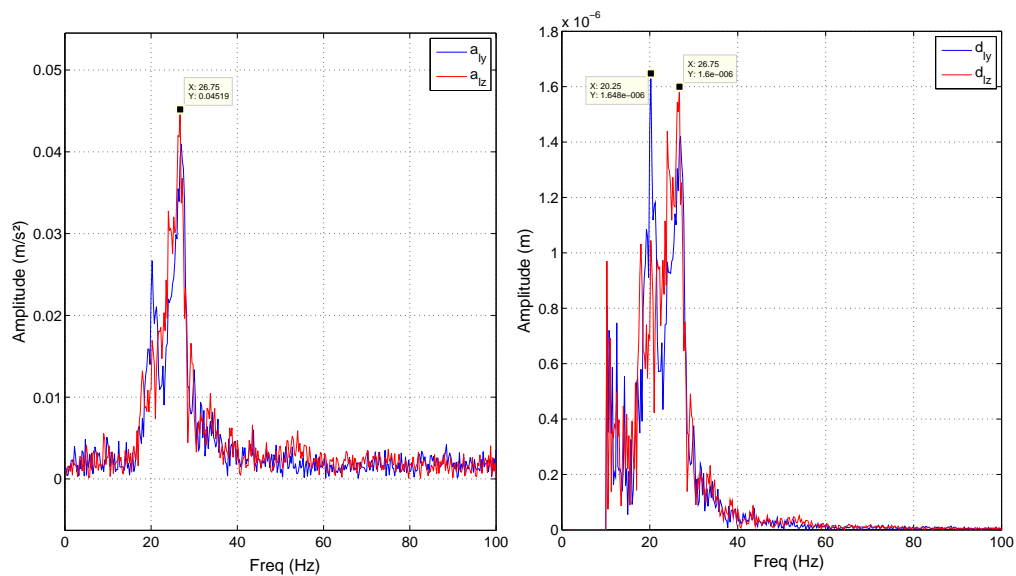 a_ly
a_lz
X: 26.75
Y: 0.04519
0.05
0.04
0.03
0.02
0.01
0
0 20 40 60 80 100
Freq (Hz)
Amplitude (m/s²)
x 10⁻⁶
d_ly
d_lz
X: 26.75
Y: 1.6e-006
X: 20.25
Y: 1.648e-006
1.8
1.6
1.4
1.2
1
0.8
0.6
0.4
0.2
0
0 20 40 60 80 100
Freq (Hz)
Amplitude (m)